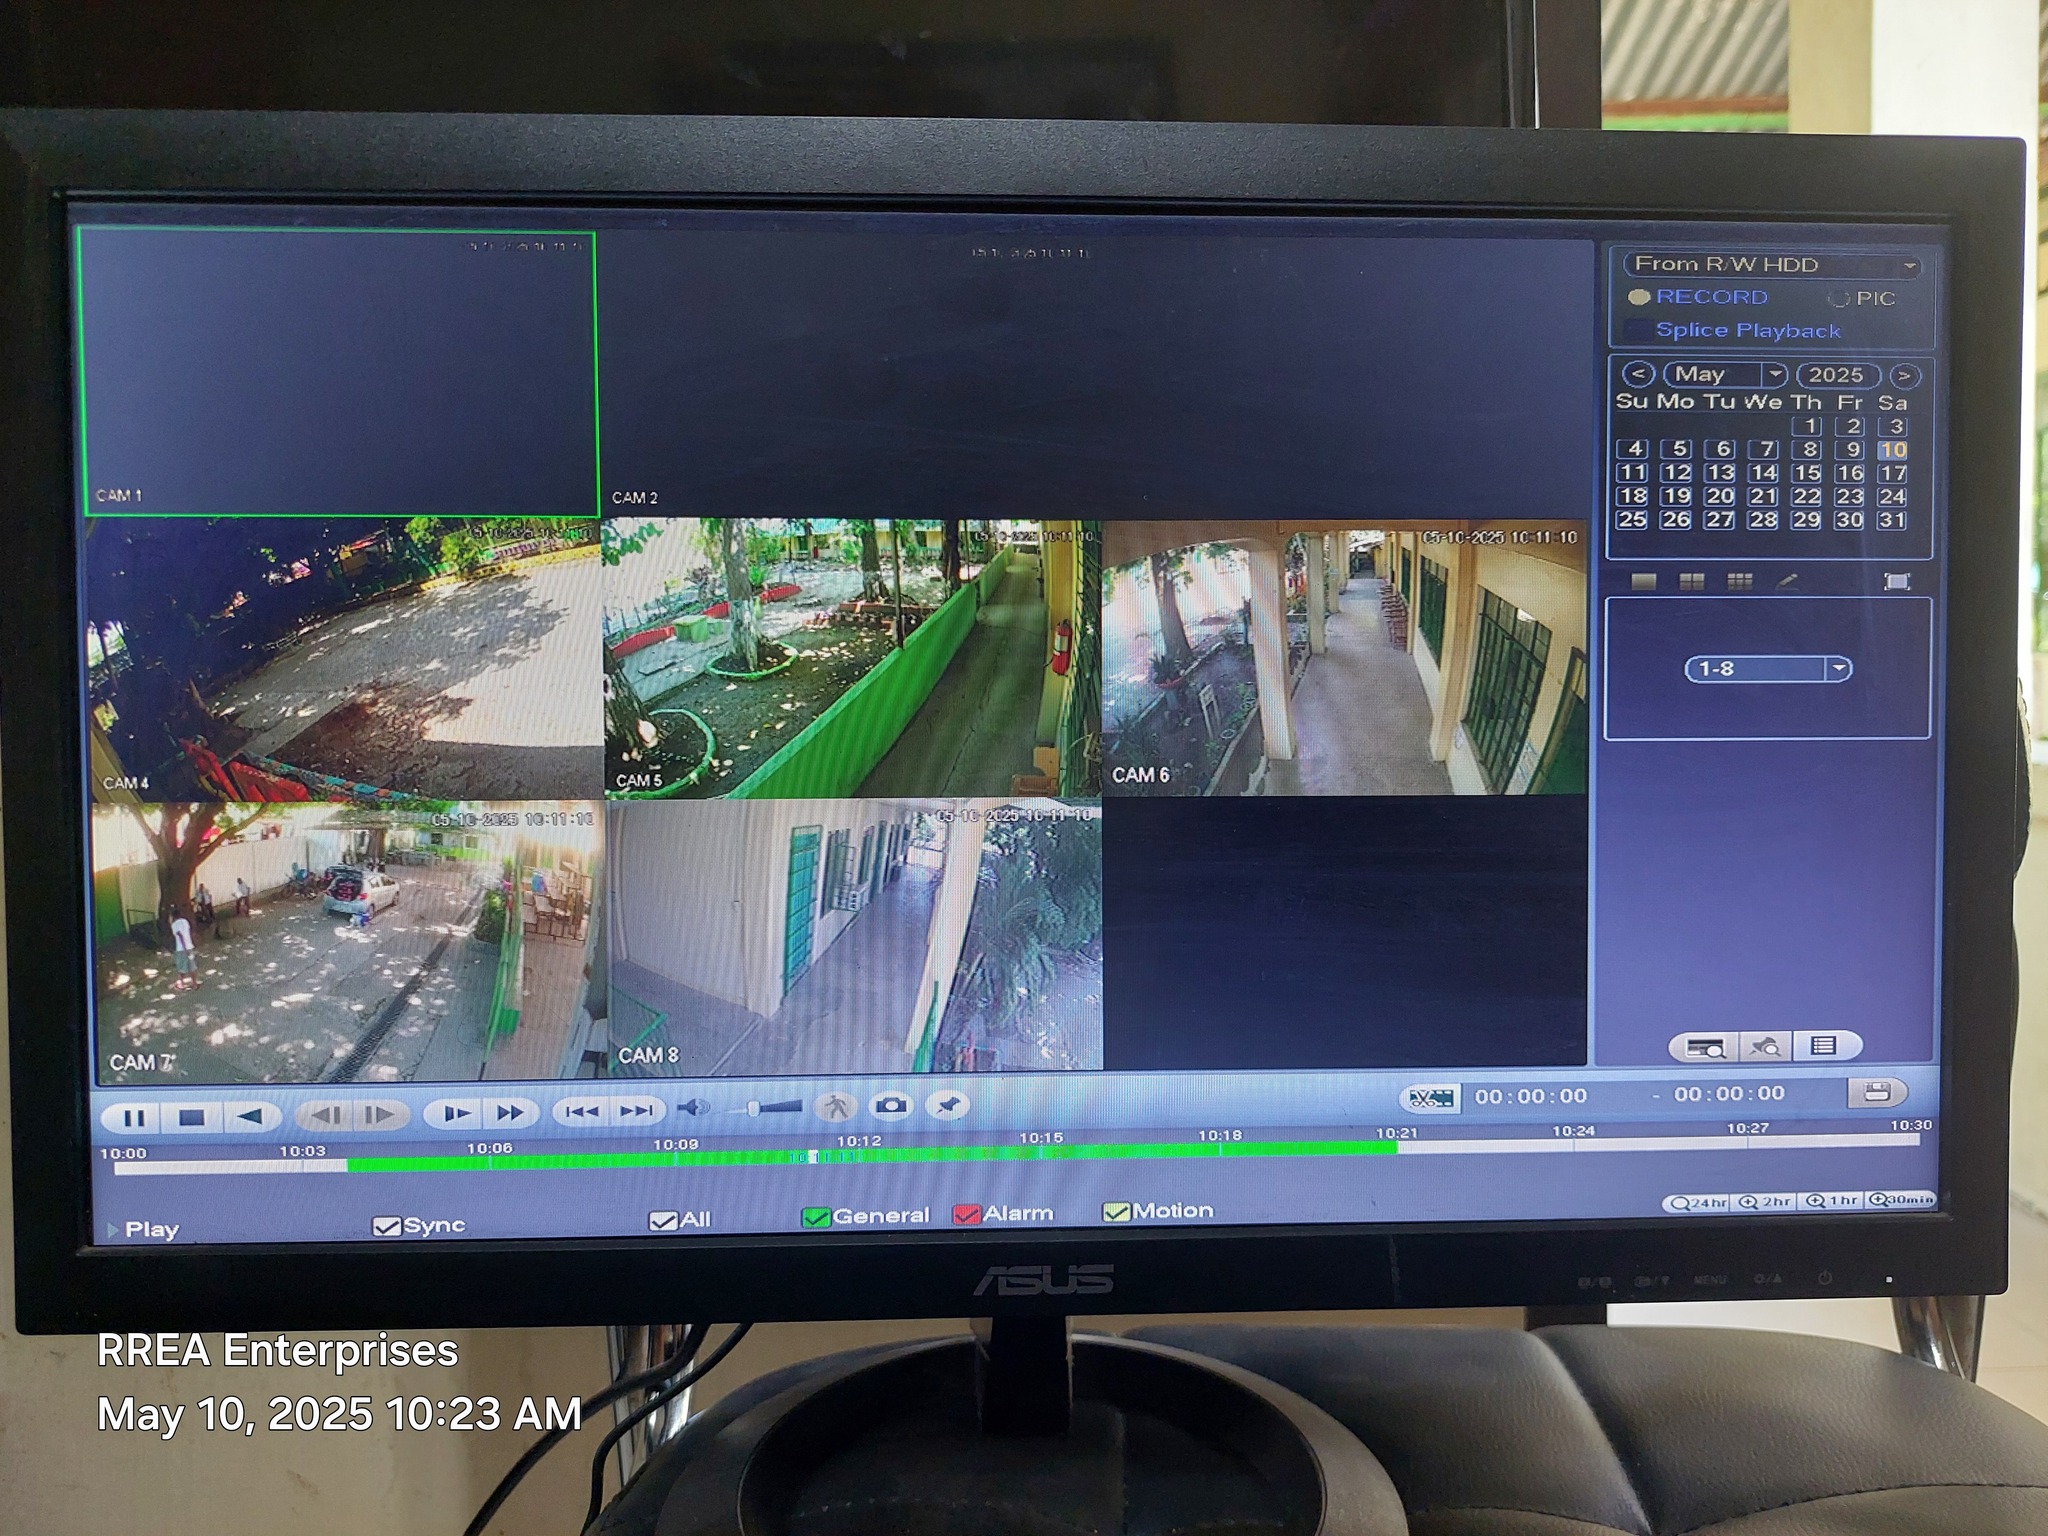 From R/W HDD
RECORD PIC
Splice Playback
< May 2025 >
Su Mo Tu We Th Fr Sa
1 2 3
4 5 6 7 8 9 10
11 12 13 14 15 16 17
18 19 20 21 22 23 24
25 26 27 28 29 30 31
1-8
CAM 1
CAM 2
05-10-2025 10:11:10
05-10-2025 10:11:10
05-10-2025 10:11:10
CAM 4
CAM 5
CAM 6
05-10-2025 10:11:10
05-10-2025 10:11:10
CAM 7
CAM 8
00:00:00 - 00:00:00
10:00 10:03 10:06 10:09 10:12 10:15 10:18 10:21 10:24 10:27 10:30
24hr 2hr 1hr 30min
Play Sync All General Alarm Motion
ASUS
MENU
RREA Enterprises
May 10, 2025 10:23 AM